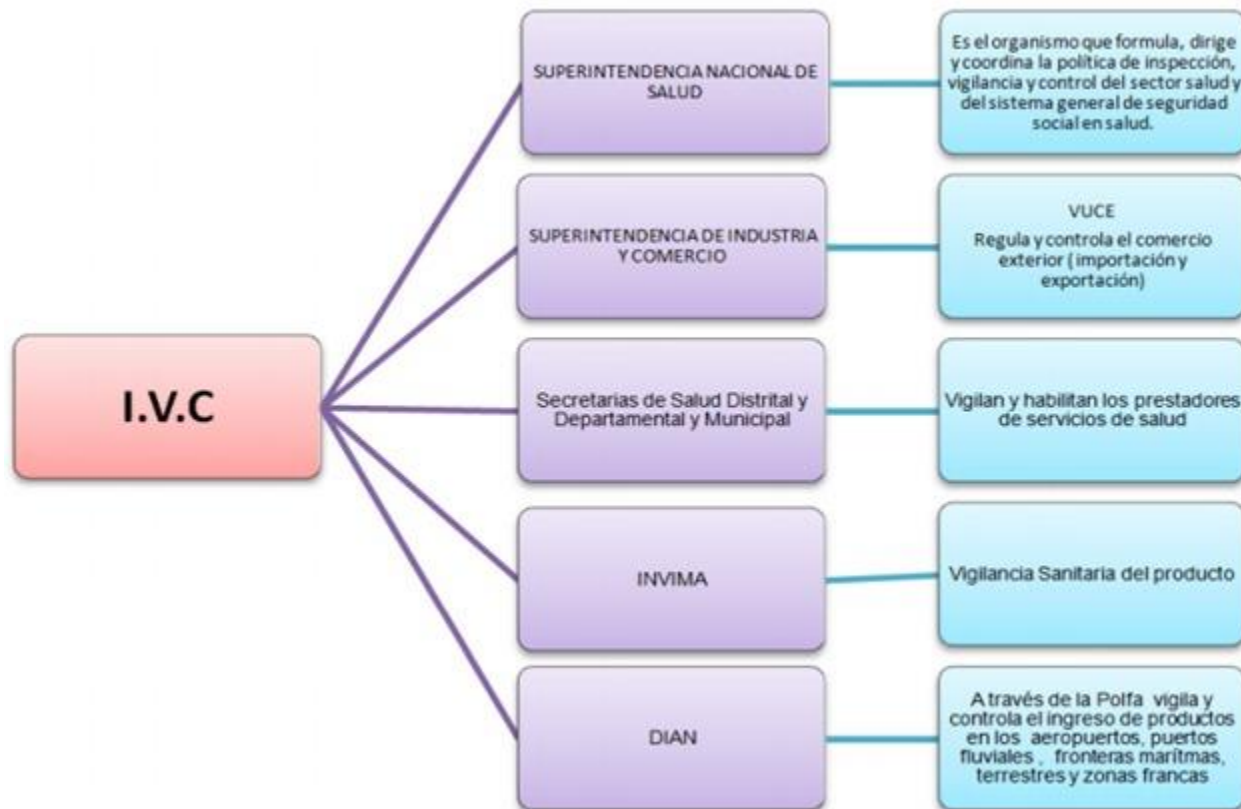 I.V.C
SUPERINTENDENCIA NACIONAL DE
SALUD
Es el organismo que formula, dirige
y coordina la política de inspección,
vigilancia y control del sector salud y
del sistema general de seguridad
social en salud.
SUPERINTENDENCIA DE INDUSTRIA
Y COMERCIO
VUCE
Regula y controla el comercio
exterior ( importación y
exportación)
Secretarias de Salud Distrital y
Departamental y Municipal
Vigilan y habilitan los prestadores
de servicios de salud
INVIMA
Vigilancia Sanitaria del producto
DIAN
A través de la Polfa vigila y
controla el ingreso de productos
en los aeropuertos, puertos
fluviales , fronteras marítmas,
terrestres y zonas francas